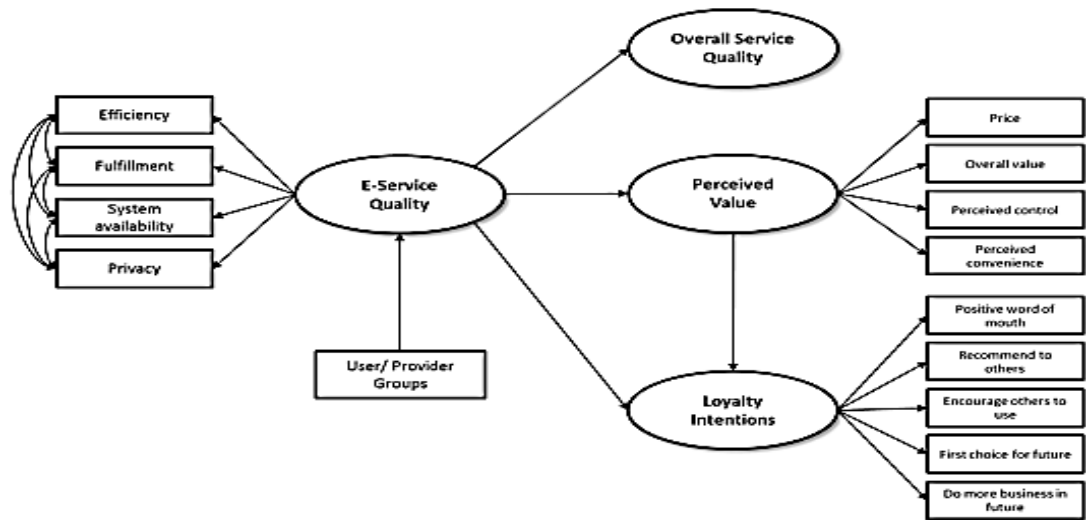 Overall Service
Quality
Efficiency
Fulfillment
System
availability
Privacy
E-Service
Quality
User/ Provider
Groups
Perceived
Value
Loyalty
Intentions
Price
Overall value
Perceived control
Perceived
convenience
Positive word of
mouth
Recommend to
others
Encourage others to
use
First choice for future
Do more business in
future